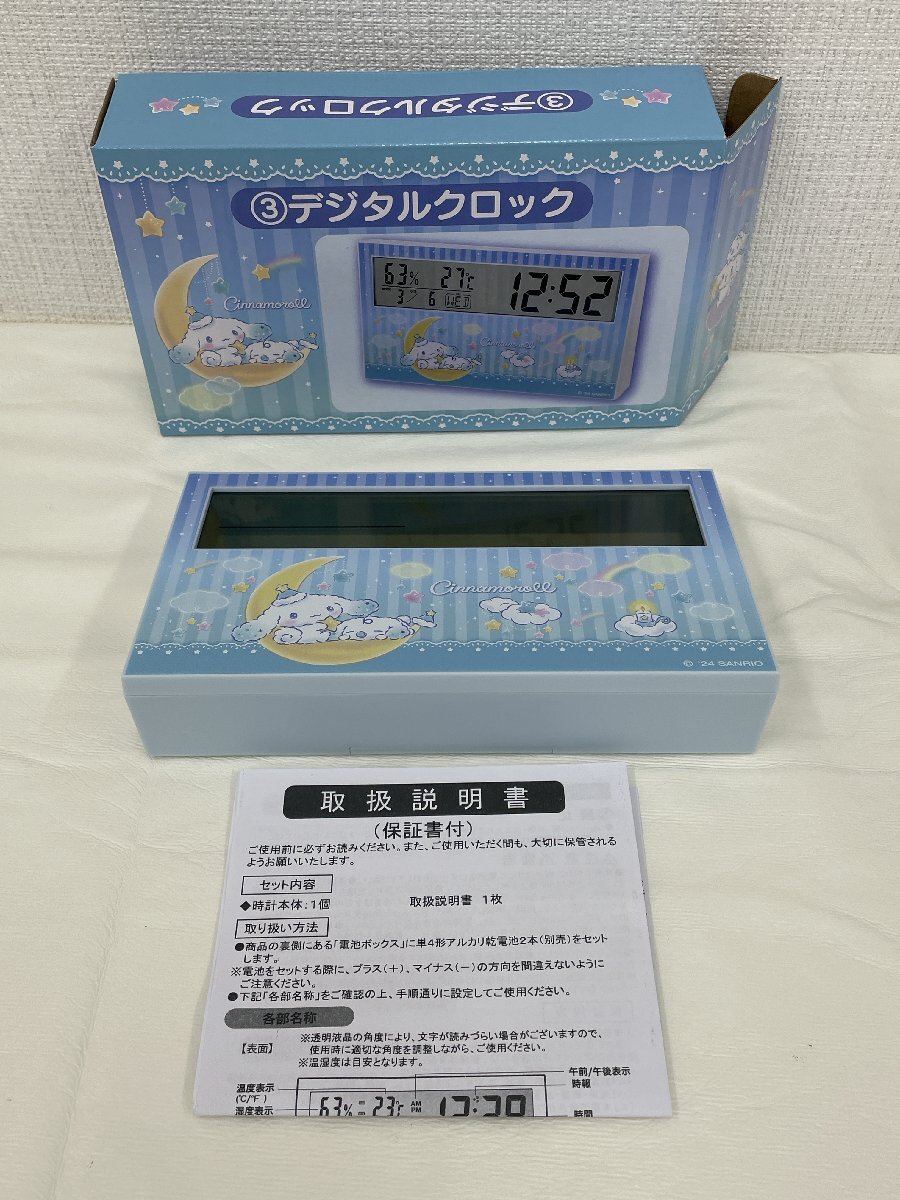 ③デジタルクロック
③デジタルクロック
Cinnamoroll
63% 27℃
12:52
3 6 WED
Cinnamoroll
Cinnamoroll
© '24 SANRIO
取扱説明書
(保証書付)
ご使用前に必ずお読みください。また、ご使用いただく間も、大切に保管される
ようお願いいたします。
セット内容
◆時計本体:1個 取扱説明書 1枚
取り扱い方法
●商品の裏側にある「電池ボックス」に単4形アルカリ乾電池2本(別売)をセット
します。
※電池をセットする際に、プラス(+)、マイナス(−)の方向を間違えないように
ご注意ください。
●下記「各部名称」をご確認の上、手順通りに設定してご使用ください。
各部名称
【表面】
※透明液晶の角度により、文字が読みづらい場合がございますので、
使用時に適切な角度を調整しながら、ご使用ください。
※温湿度は目安となります。
午前/午後表示
時報
温度表示
(℃/℉)
湿度表示
63% 23℃ AM PM 12:30
時間